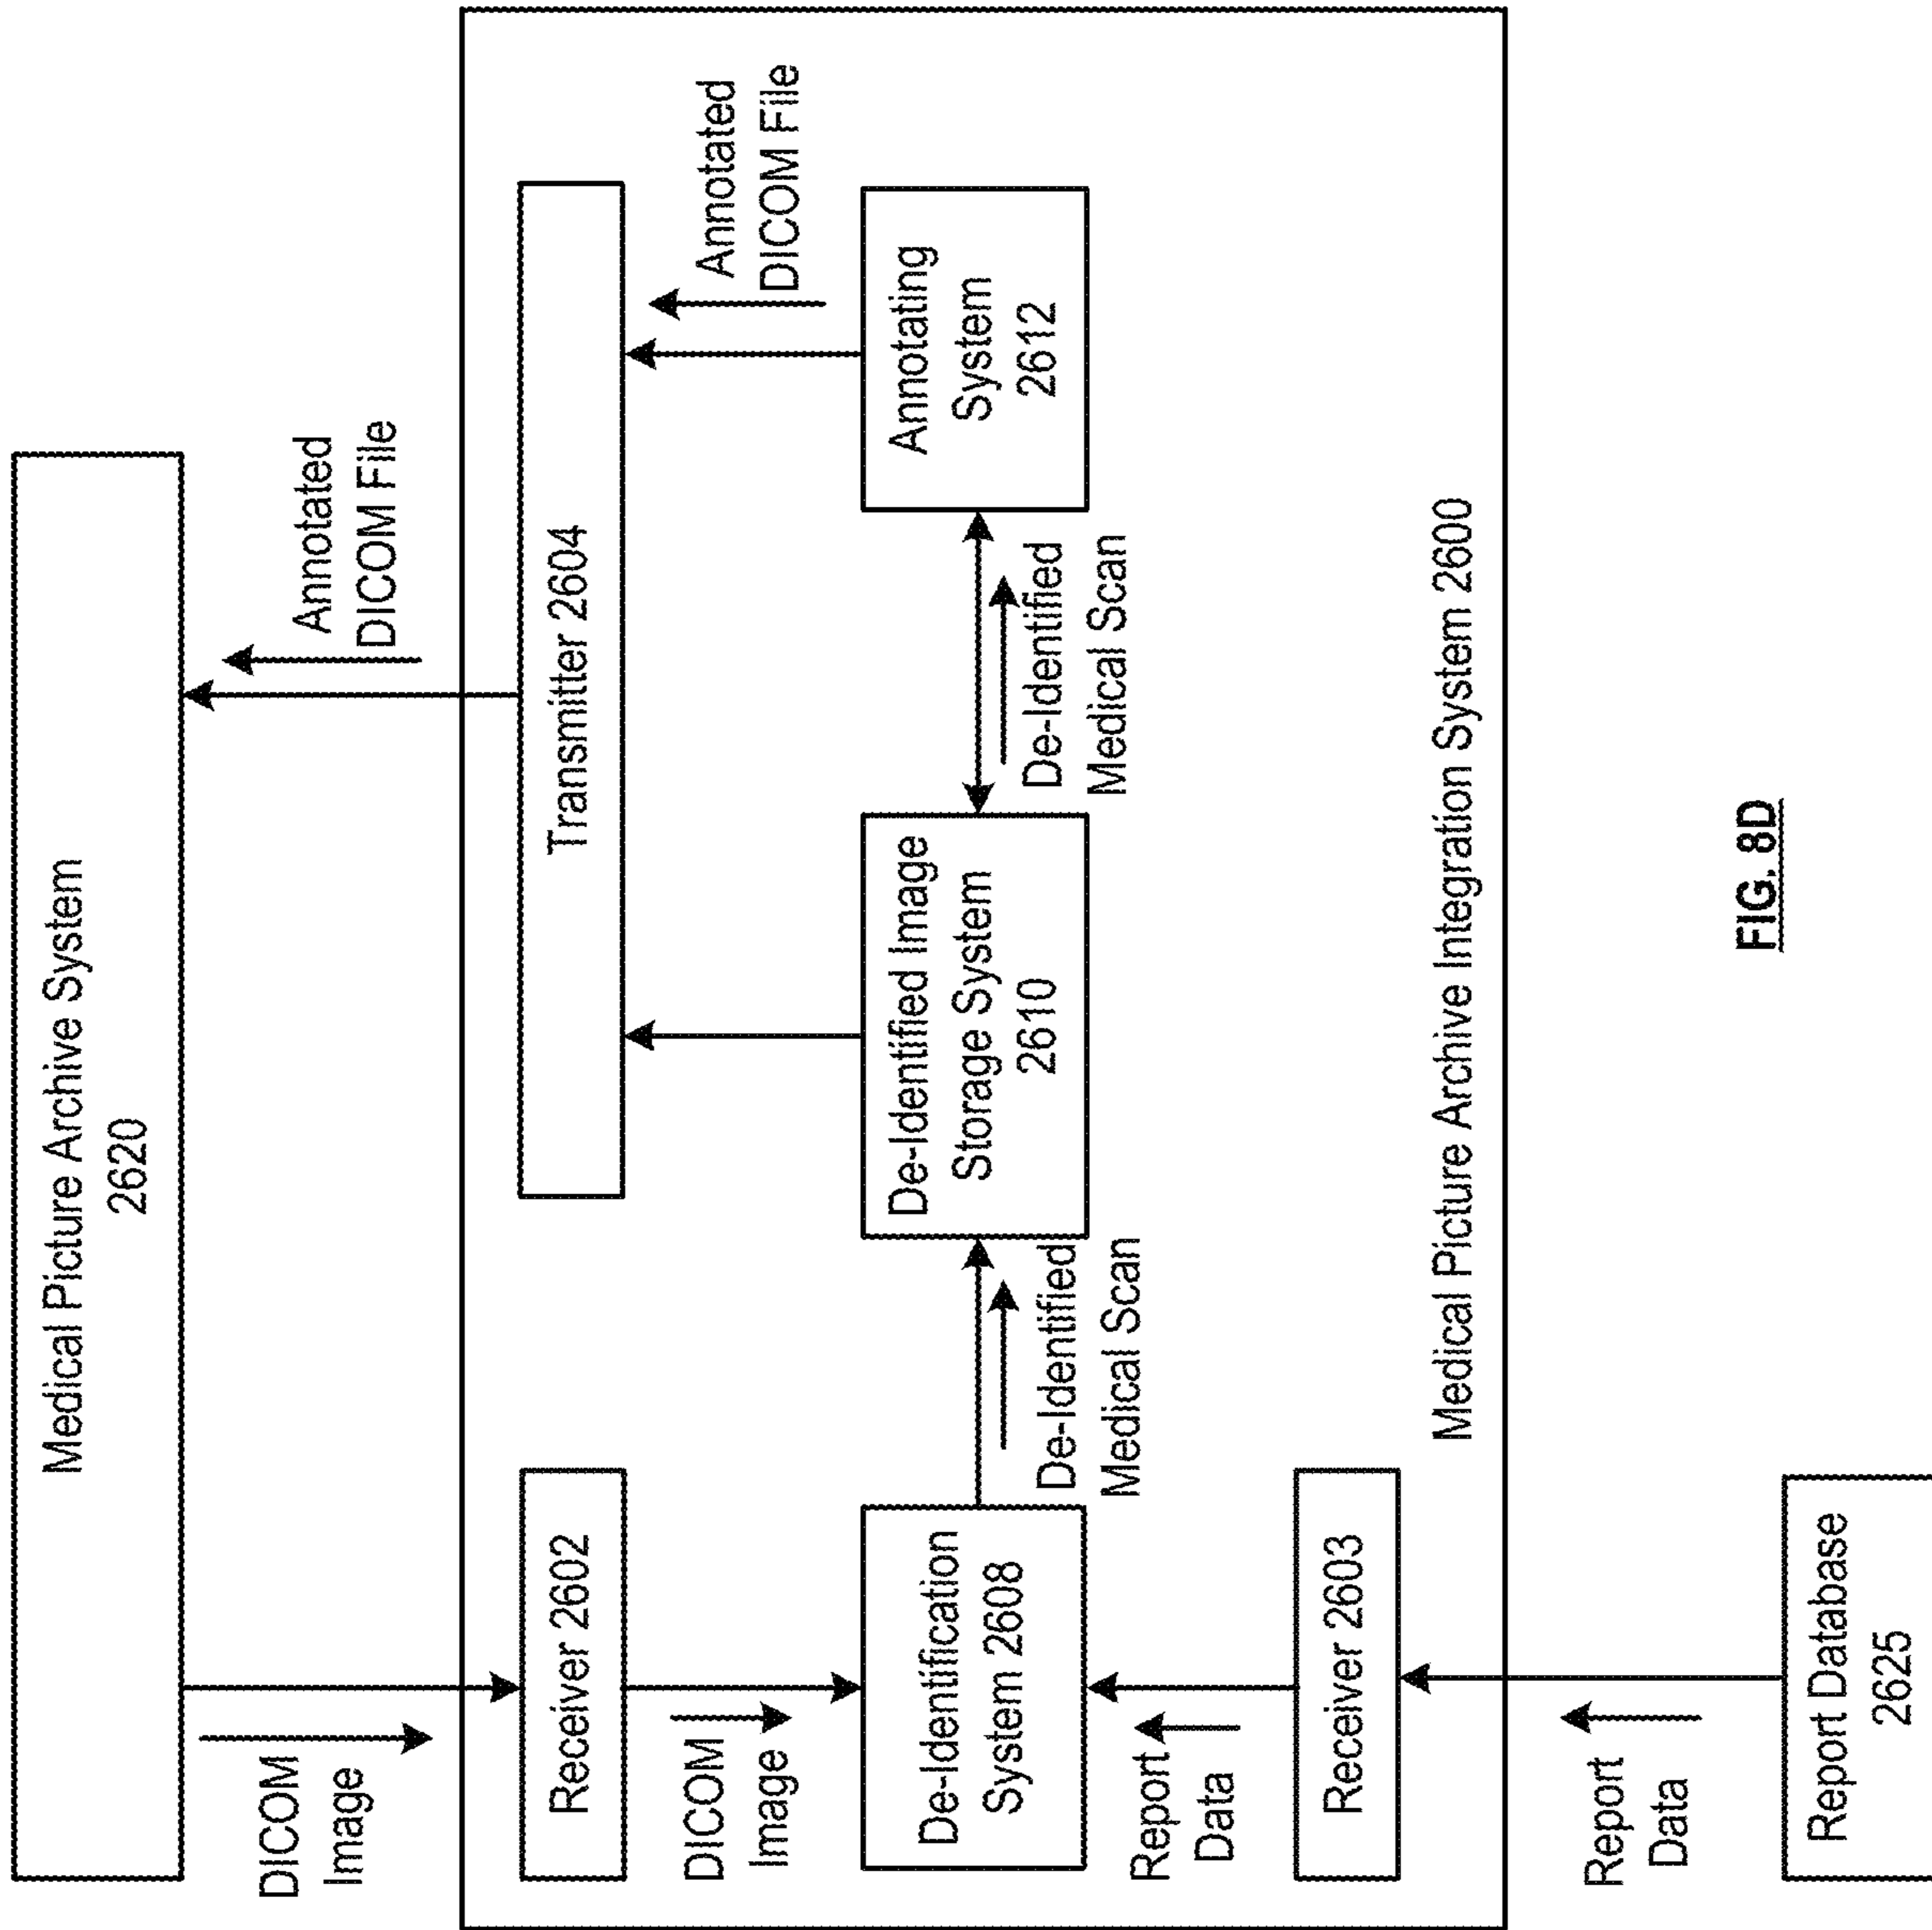 Medical Picture Archive System
2620
DICOM
Image
Annotated
DICOM File
Receiver 2602
Transmitter 2604
DICOM
Image
Annotated
DICOM File
De-Identification
System 2608
De-Identified
Medical Scan
De-Identified Image
Storage System
2610
De-Identified
Medical Scan
Annotating
System
2612
Report
Data
Receiver 2603
Medical Picture Archive Integration System 2600
Report
Data
Report Database
2625
FIG. 8D